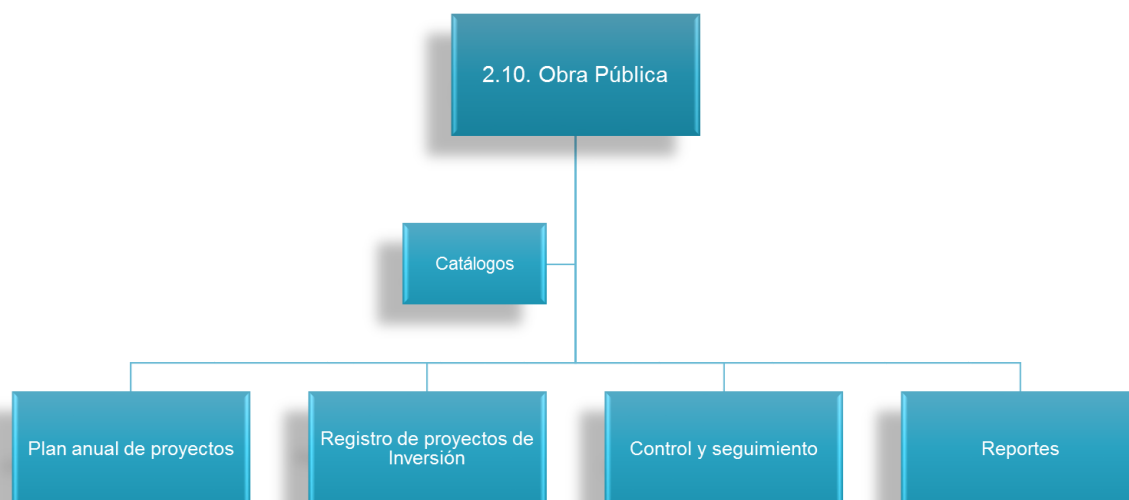 2.10. Obra Pública
Catálogos
Plan anual de proyectos
Registro de proyectos de
Inversión
Control y seguimiento
Reportes